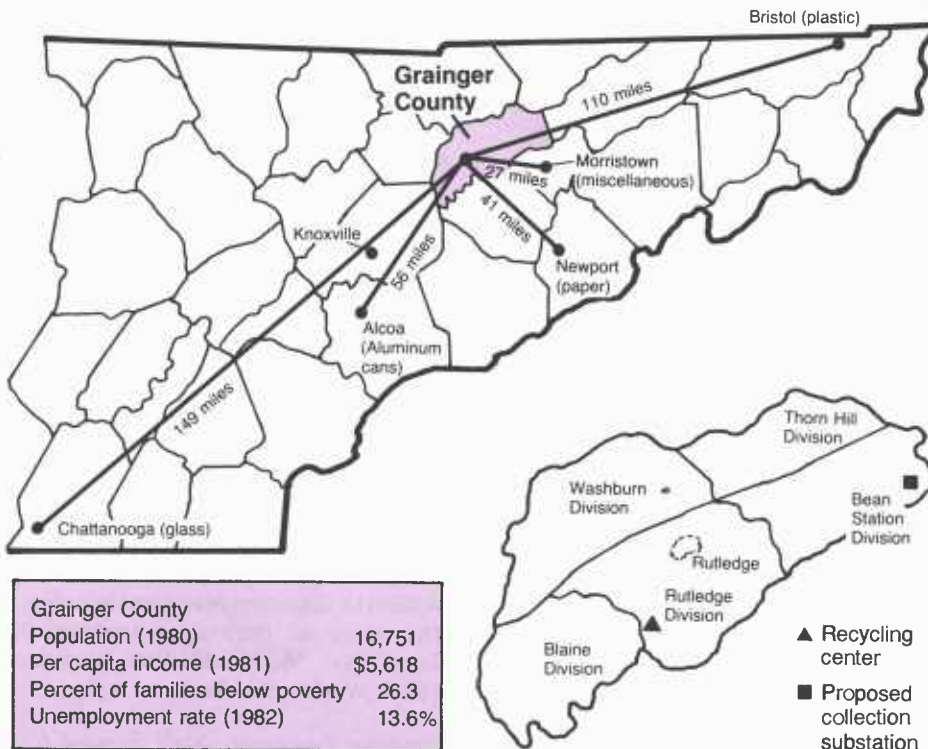 Bristol (plastic)
Grainger
County
110 miles
Morristown
(miscellaneous)
27 miles
41 miles
Knoxville
56 miles
Newport
(paper)
Alcoa
(Aluminum
cans)
149 miles
Chattanooga (glass)
Thorn Hill
Division
Washburn
Division
Bean
Station
Division
Rutledge
Rutledge
Division
Blaine
Division
Recycling
center
Proposed
collection
substation
Grainger County
Population (1980) 16,751
Per capita income (1981) $5,618
Percent of families below poverty 26.3
Unemployment rate (1982) 13.6%